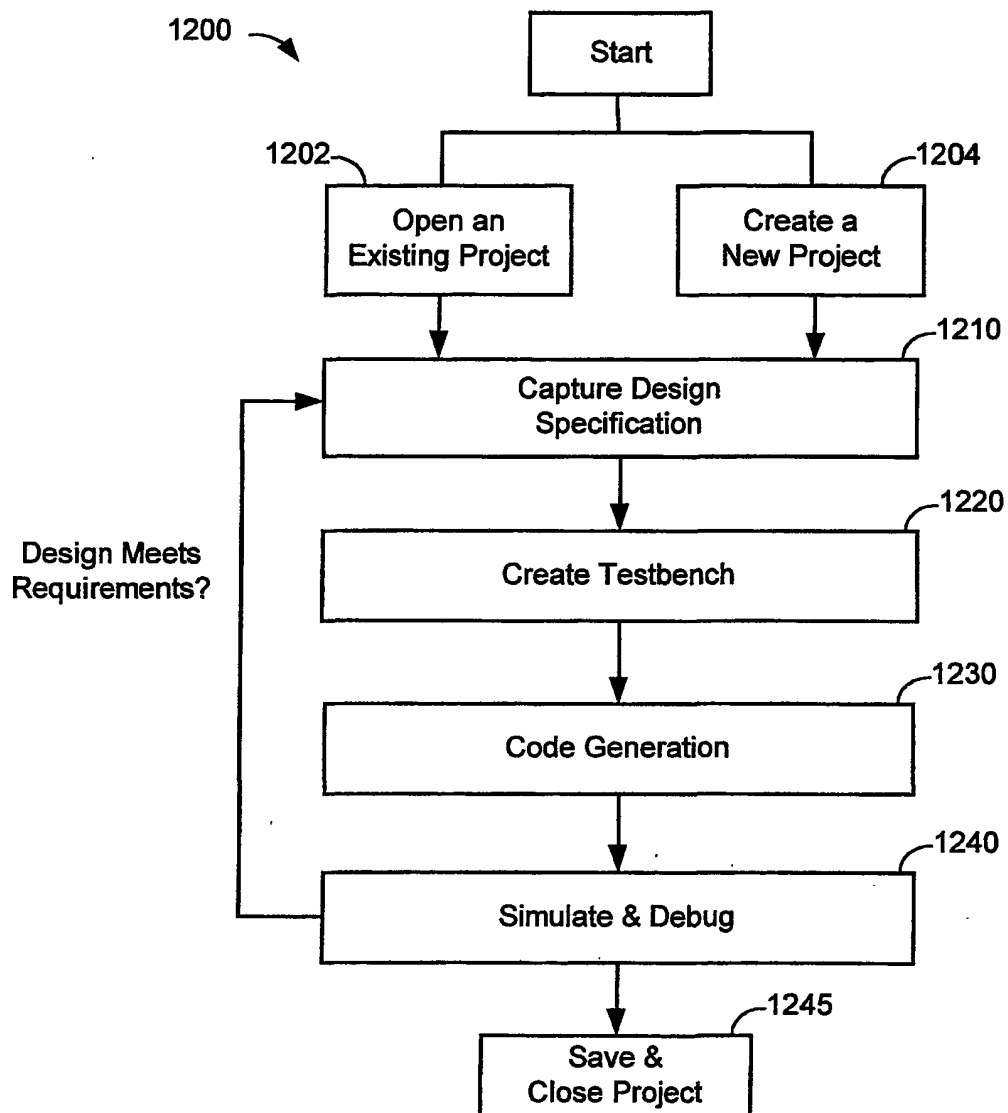 1200
Start
1202
1204
Open an
Existing Project
Create a
New Project
1210
Capture Design
Specification
1220
Design Meets
Requirements?
Create Testbench
1230
Code Generation
1240
Simulate & Debug
1245
Save &
Close Project